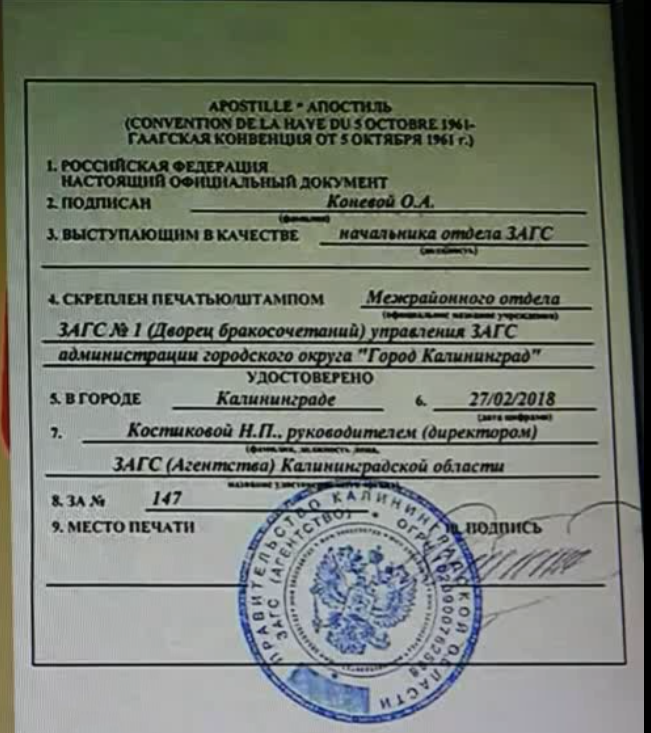 APOSTILLE * АПОСТИЛЬ
(CONVENTION DE LA HAYE DU 5 OCTOBRE 1961-
ГААГСКАЯ КОНВЕНЦИЯ ОТ 5 ОКТЯБРЯ 1961 г.)
1. РОССИЙСКАЯ ФЕДЕРАЦИЯ
НАСТОЯЩИЙ ОФИЦИАЛЬНЫЙ ДОКУМЕНТ
2. ПОДПИСАН Коневой О.А.
(фамилия)
3. ВЫСТУПАЮЩИМ В КАЧЕСТВЕ начальника отдела ЗАГС
(должность)
4. СКРЕПЛЕН ПЕЧАТЬЮ/ШТАМПОМ Межрайонного отдела
(официальное название учреждения)
ЗАГС № 1 (Дворец бракосочетаний) управления ЗАГС
администрации городского округа "Город Калининград"
УДОСТОВЕРЕНО
5. В ГОРОДЕ Калининграде 6. 27/02/2018
(дата цифрами)
7. Костиковой Н.П., руководителем (директором)
(фамилия, должность лица,
ЗАГС (Агентства) Калининградской области
название удостоверяющего органа)
8. ЗА № 147
9. МЕСТО ПЕЧАТИ 10. ПОДПИСЬ
ПРАВИТЕЛЬСТВО КАЛИНИНГРАДСКОЙ ОБЛАСТИ
ЗАГС (АГЕНТСТВО) * ОГРН